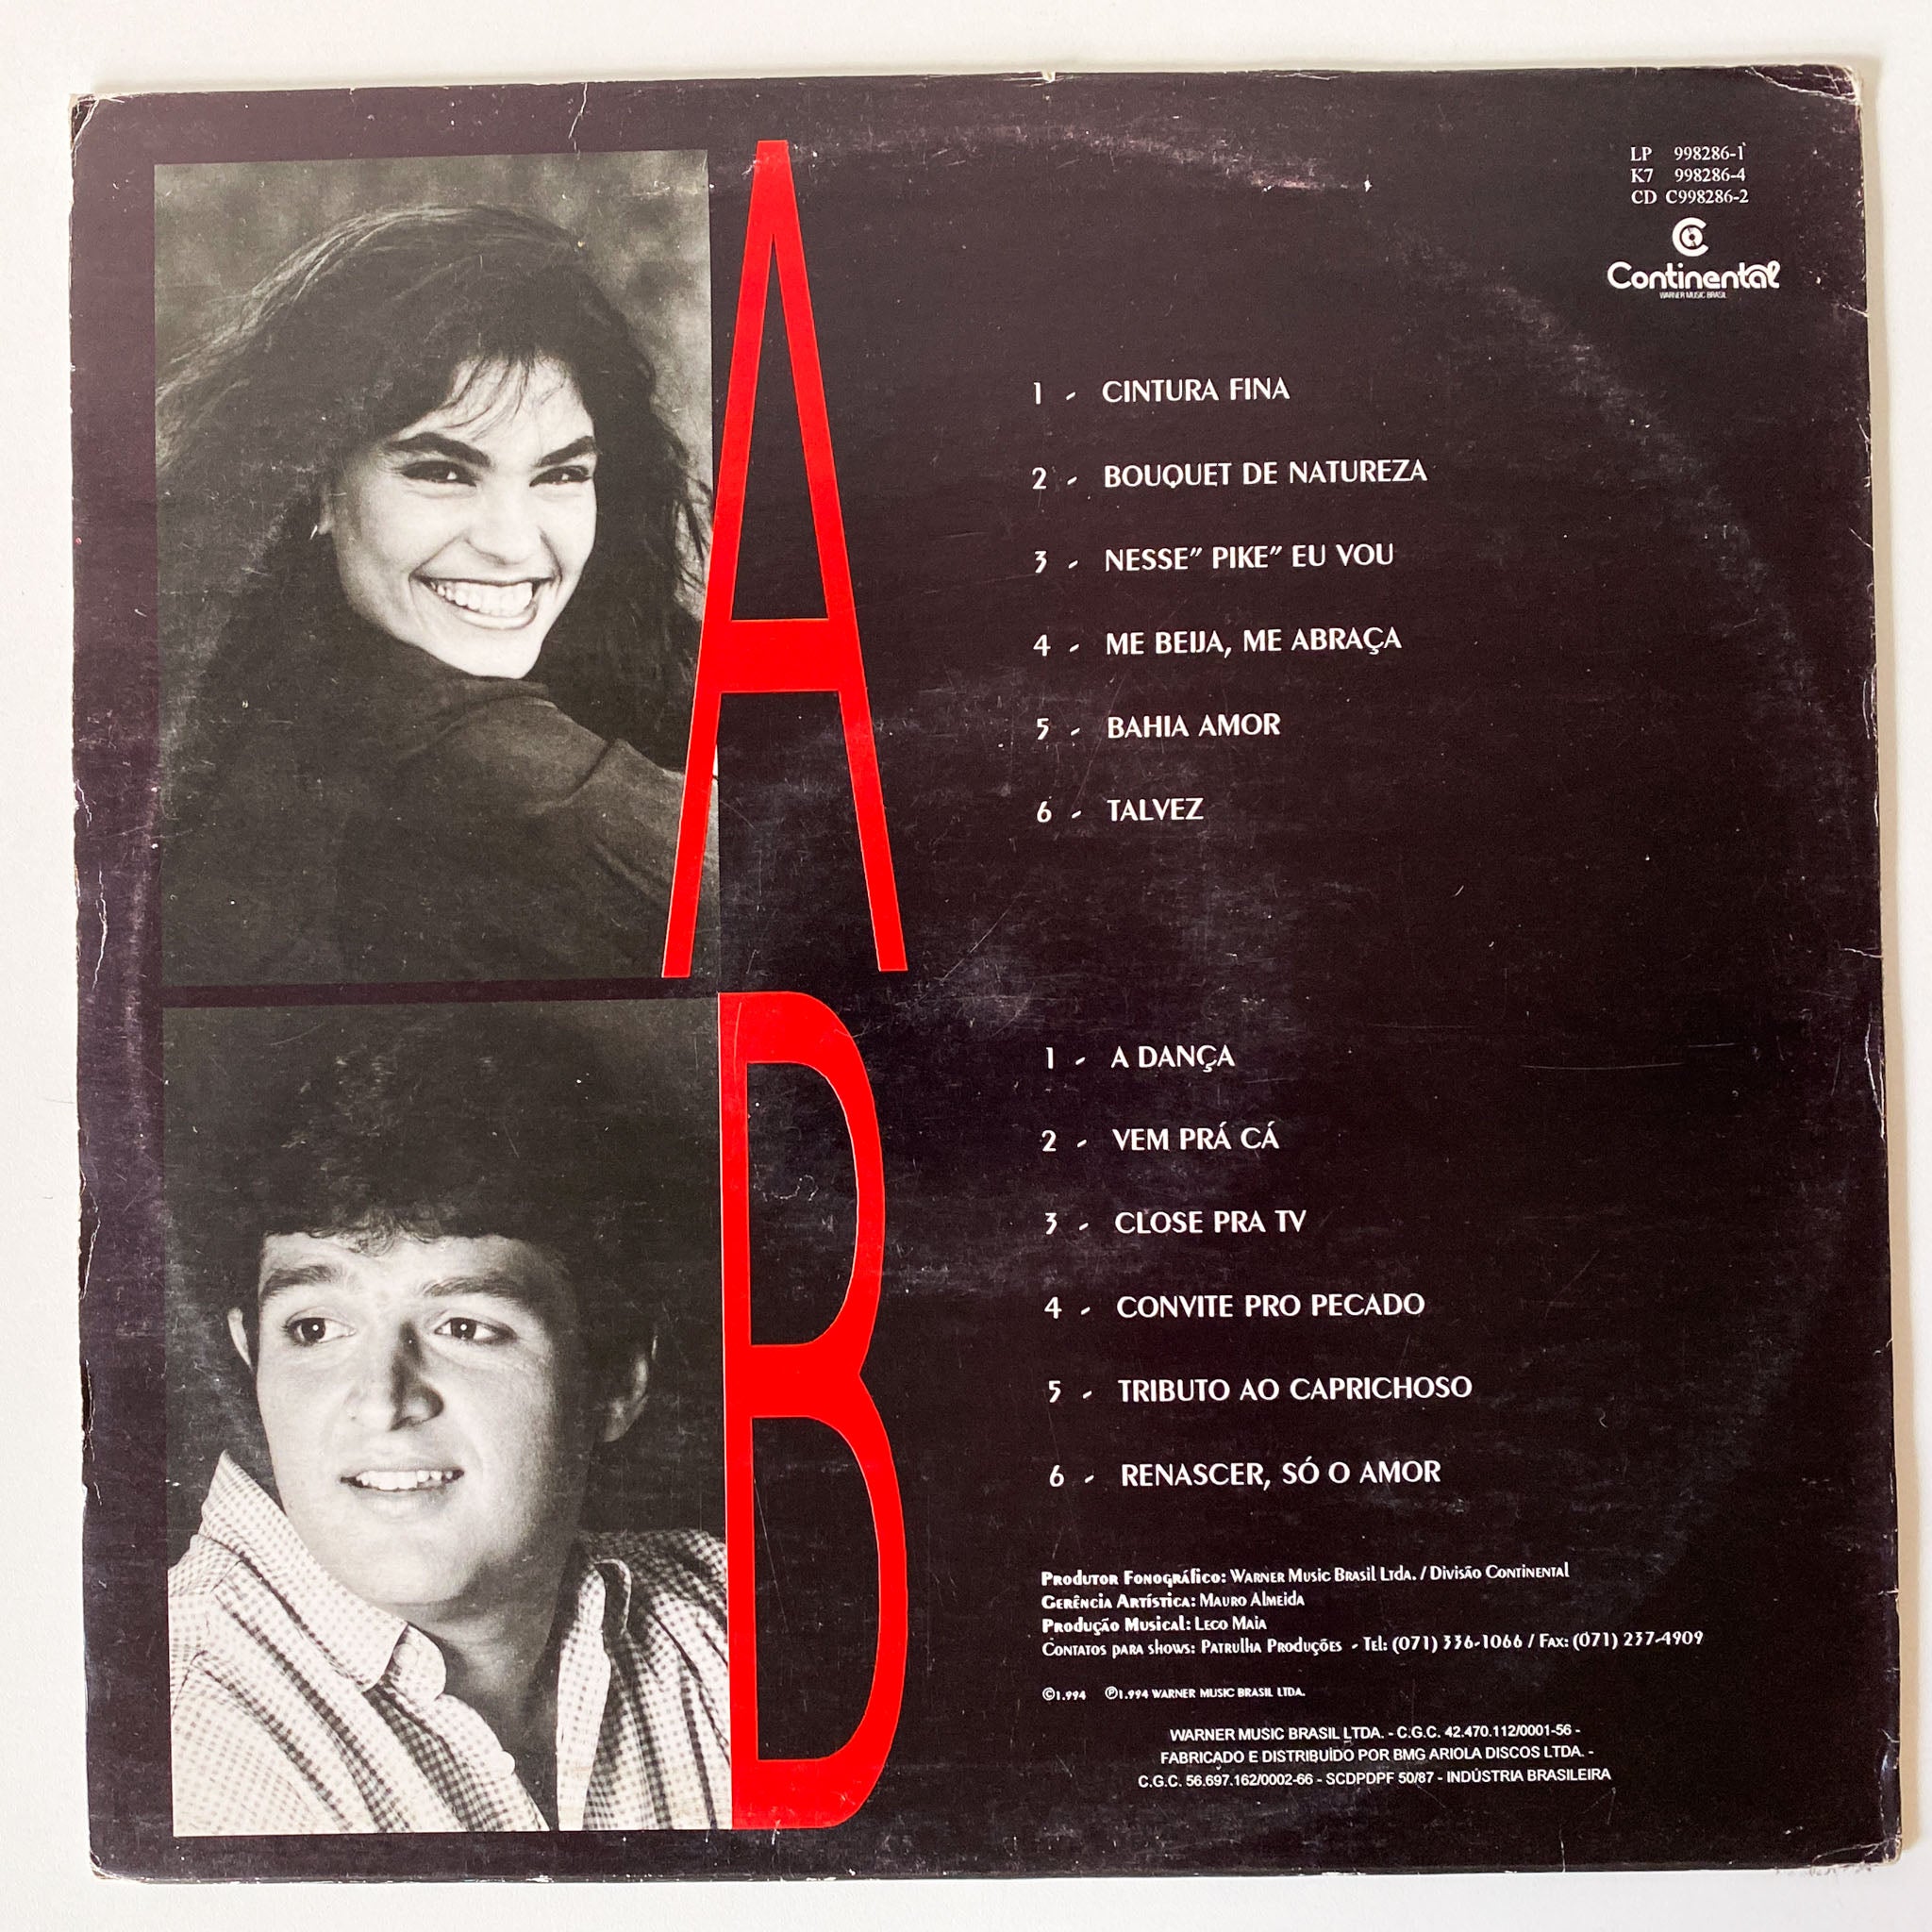 LP 998286-1
K7 998286-4
CD C998286-2
Continental
WARNER MUSIC BRASIL
A
1 - CINTURA FINA
2 - BOUQUET DE NATUREZA
3 - NESSE" PIKE" EU VOU
4 - ME BEIJA, ME ABRAÇA
5 - BAHIA AMOR
6 - TALVEZ
B
1 - A DANÇA
2 - VEM PRÁ CÁ
3 - CLOSE PRA TV
4 - CONVITE PRO PECADO
5 - TRIBUTO AO CAPRICHOSO
6 - RENASCER, SÓ O AMOR
Produtor Fonográfico: Warner Music Brasil Ltda. / Divisão Continental
Gerência Artística: Mauro Almeida
Produção Musical: Leco Maia
Contatos para shows: Patrulha Produções - Tel: (071) 336-1066 / Fax: (071) 237-4909
©1.994 ℗1.994 WARNER MUSIC BRASIL LTDA.
WARNER MUSIC BRASIL LTDA. - C.G.C. 42.470.112/0001-56 -
FABRICADO E DISTRIBUÍDO POR BMG ARIOLA DISCOS LTDA. -
C.G.C. 56.697.162/0002-66 - SCDPDPF 50/87 - INDÚSTRIA BRASILEIRA